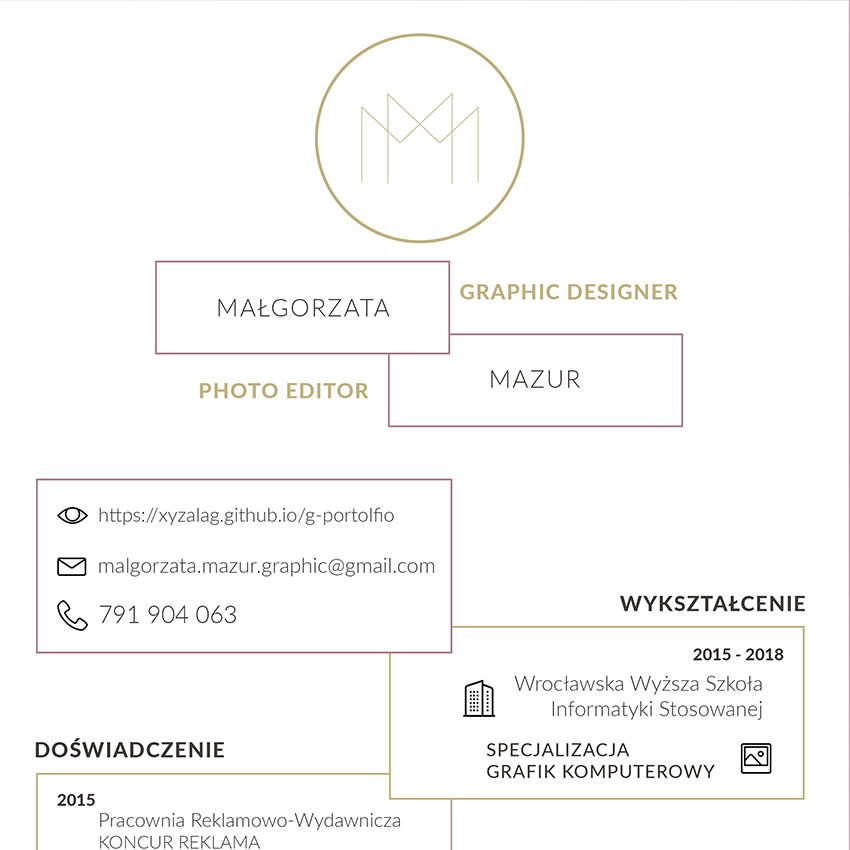 MAŁGORZATA
GRAPHIC DESIGNER
PHOTO EDITOR
MAZUR
https://xyzalag.github.io/g-portolfio
malgorzata.mazur.graphic@gmail.com
791 904 063
WYKSZTAŁCENIE
2015 - 2018
Wrocławska Wyższa Szkoła
Informatyki Stosowanej
SPECJALIZACJA
GRAFIK KOMPUTEROWY
DOŚWIADCZENIE
2015
Pracownia Reklamowo-Wydawnicza
KONCUR REKLAMA